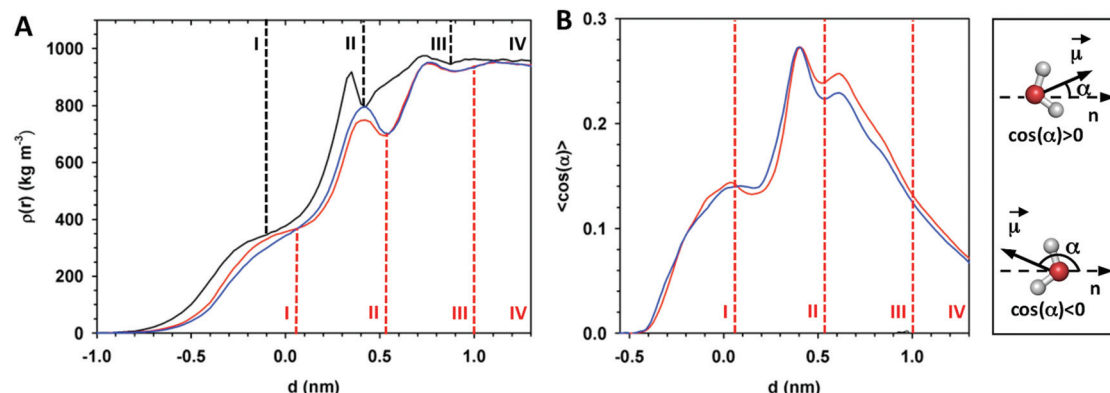 A
ρ(r) (kg m⁻³)
1000
800
600
400
200
0
I II III IV
I II III IV
-1.0 -0.5 0.0 0.5 1.0
d (nm)
B
<cos(α)>
0.3
0.2
0.1
0.0
I II III IV
-0.5 0.0 0.5 1.0
d (nm)
μ
α
n
cos(α)>0
μ
α
n
cos(α)<0